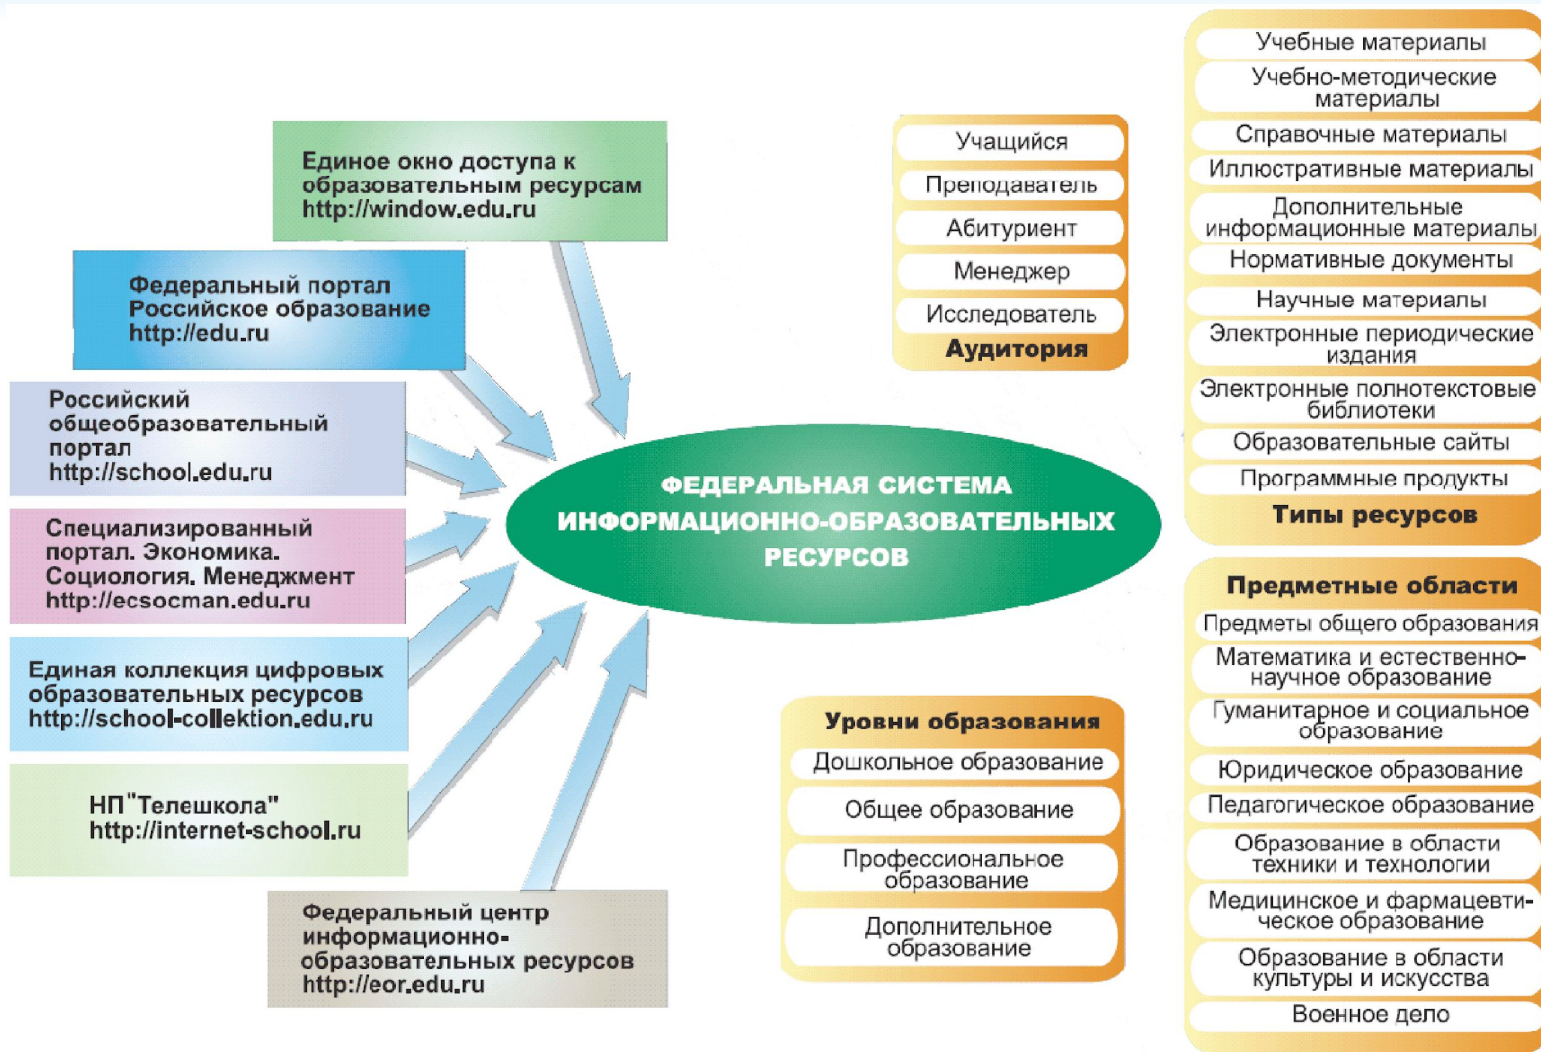 Единое окно доступа к
образовательным ресурсам
http://window.edu.ru
Федеральный портал
Российское образование
http://edu.ru
Российский
общеобразовательный
портал
http://school.edu.ru
Специализированный
портал. Экономика.
Социология. Менеджмент
http://ecsocman.edu.ru
Единая коллекция цифровых
образовательных ресурсов
http://school-collektion.edu.ru
НП "Телешкола"
http://internet-school.ru
Федеральный центр
информационно-
образовательных ресурсов
http://eor.edu.ru
ФЕДЕРАЛЬНАЯ СИСТЕМА
ИНФОРМАЦИОННО-ОБРАЗОВАТЕЛЬНЫХ
РЕСУРСОВ
Учащийся
Преподаватель
Абитуриент
Менеджер
Исследователь
Аудитория
Уровни образования
Дошкольное образование
Общее образование
Профессиональное
образование
Дополнительное
образование
Учебные материалы
Учебно-методические
материалы
Справочные материалы
Иллюстративные материалы
Дополнительные
информационные материалы
Нормативные документы
Научные материалы
Электронные периодические
издания
Электронные полнотекстовые
библиотеки
Образовательные сайты
Программные продукты
Типы ресурсов
Предметные области
Предметы общего образования
Математика и естественно-
научное образование
Гуманитарное и социальное
образование
Юридическое образование
Педагогическое образование
Образование в области
техники и технологии
Медицинское и фармацевти-
ческое образование
Образование в области
культуры и искусства
Военное дело